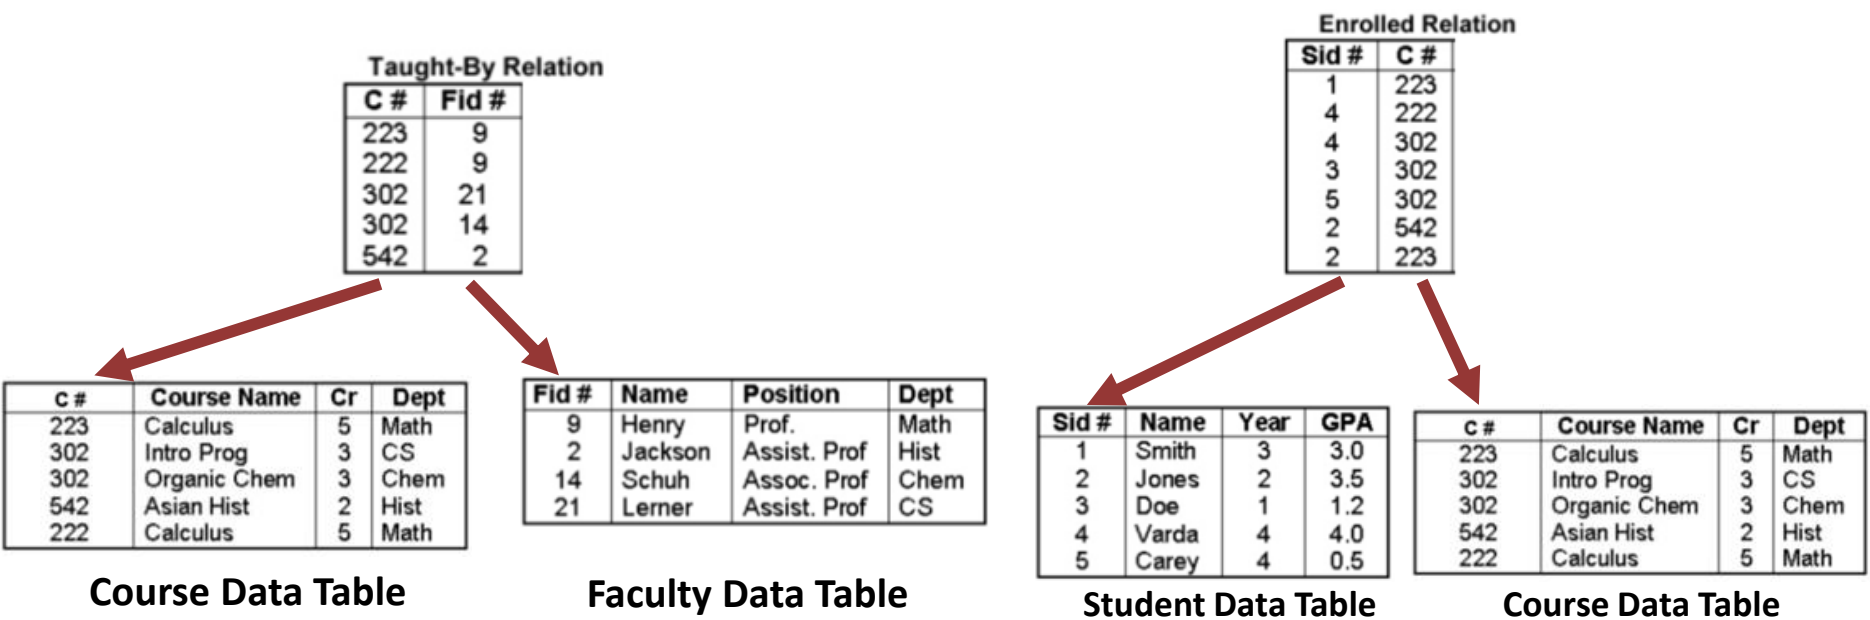 Taught-By Relation
C # Fid #
223 9
222 9
302 21
302 14
542 2
Enrolled Relation
Sid # C #
1 223
4 222
4 302
3 302
5 302
2 542
2 223
C # Course Name Cr Dept
223 Calculus 5 Math
302 Intro Prog 3 CS
302 Organic Chem 3 Chem
542 Asian Hist 2 Hist
222 Calculus 5 Math
Course Data Table
Fid # Name Position Dept
9 Henry Prof. Math
2 Jackson Assist. Prof Hist
14 Schuh Assoc. Prof Chem
21 Lerner Assist. Prof CS
Faculty Data Table
Sid # Name Year GPA
1 Smith 3 3.0
2 Jones 2 3.5
3 Doe 1 1.2
4 Varda 4 4.0
5 Carey 4 0.5
Student Data Table
C # Course Name Cr Dept
223 Calculus 5 Math
302 Intro Prog 3 CS
302 Organic Chem 3 Chem
542 Asian Hist 2 Hist
222 Calculus 5 Math
Course Data Table